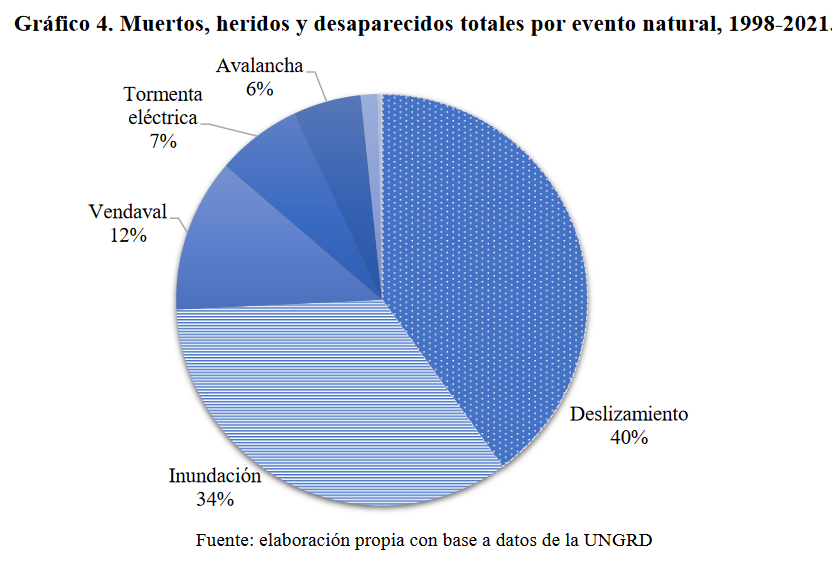 Gráfico 4. Muertos, heridos y desaparecidos totales por evento natural, 1998-2021.
Avalancha
6%
Tormenta
eléctrica
7%
Vendaval
12%
Deslizamiento
40%
Inundación
34%
Fuente: elaboración propia con base a datos de la UNGRD